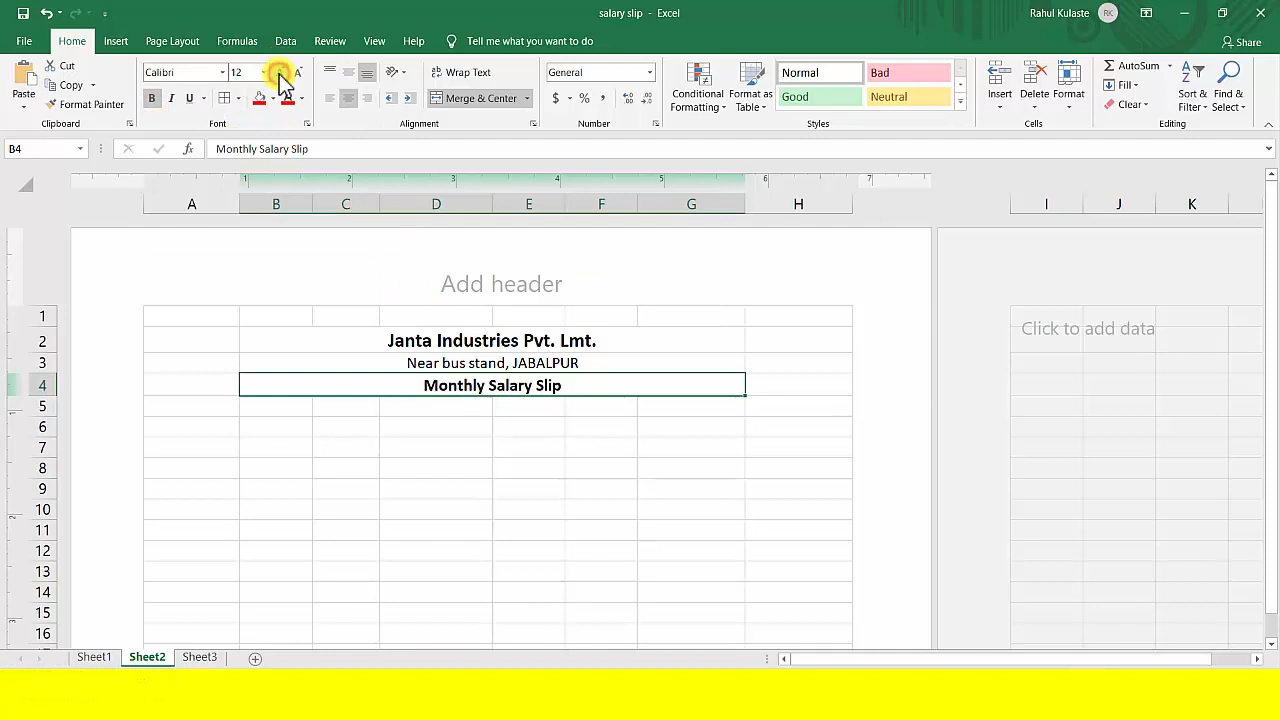 salary slip - Excel
Rahul Kulaste RK
File Home Insert Page Layout Formulas Data Review View Help Tell me what you want to do Share
Paste Cut Copy Format Painter Clipboard
Calibri 12 B I U Font
Wrap Text Merge & Center Alignment
General $ % , Number
Conditional Formatting Format as Table Normal Bad Good Neutral Styles
Insert Delete Format Cells
AutoSum Fill Clear Sort & Filter Find & Select Editing
B4 fx Monthly Salary Slip
1 2 3 4 5 6 7
A B C D E F G H I J K
Add header
1
2 Janta Industries Pvt. Lmt.
3 Near bus stand, JABALPUR
4 Monthly Salary Slip
5
6
7
8
9
10
11
12
13
14
15
16
Click to add data
Sheet1 Sheet2 Sheet3